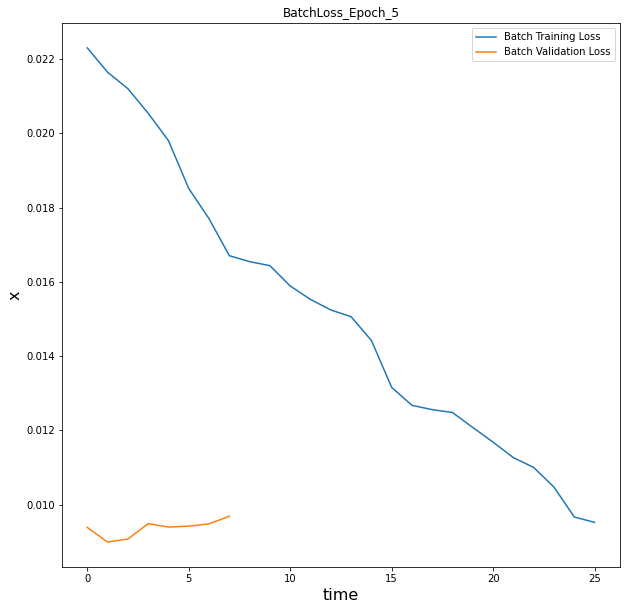 BatchLoss_Epoch_5
Batch Training Loss
Batch Validation Loss
0.022
0.020
0.018
0.016
0.014
0.012
0.010
x
0
5
10
15
20
25
time